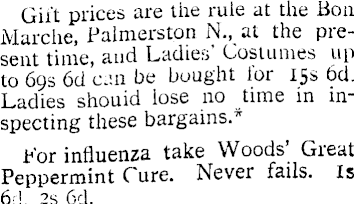 Gift prices are the rule at the Bon
Marche, Palmerston N., at the pre-
sent time, and Ladies' Costumes up
to 69s 6d can be bought for 15s 6d.
Ladies should lose no time in in-
specting these bargains.*
For influenza take Woods' Great
Peppermint Cure. Never fails. 1s
6d, 2s 6d.